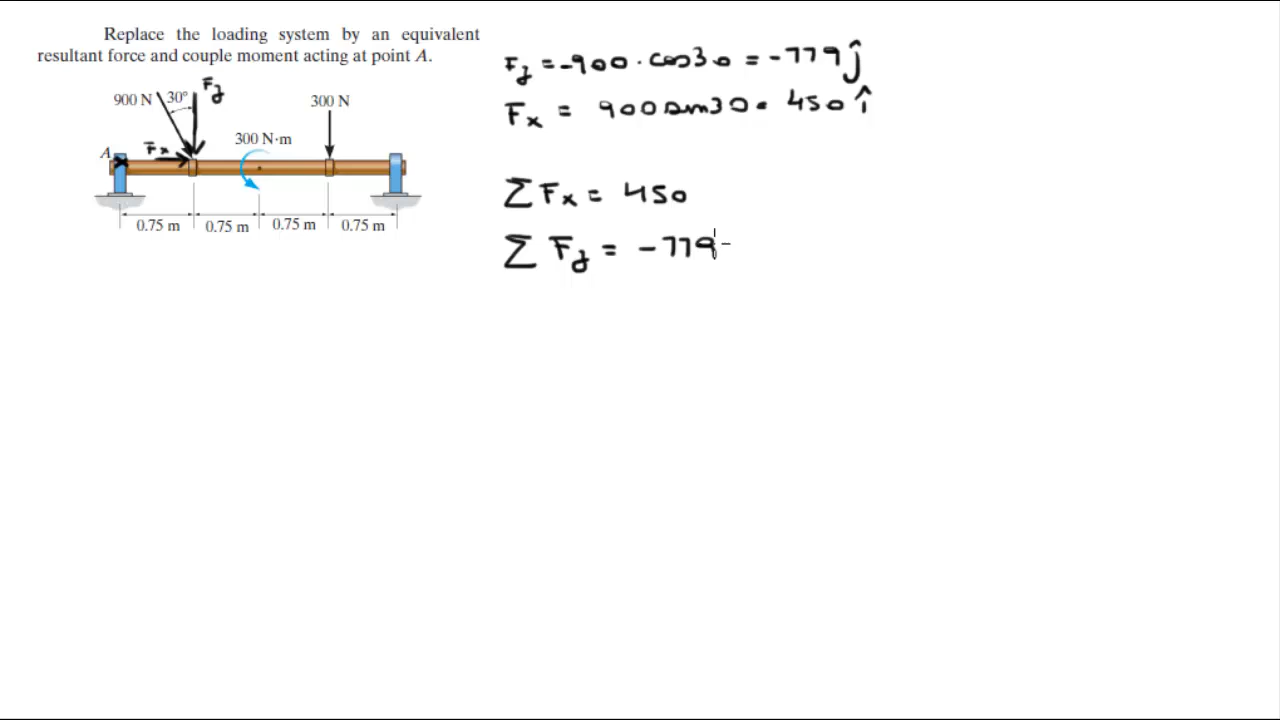 Replace the loading system by an equivalent
resultant force and couple moment acting at point A.
Fy = -900 · cos30 = -779 ĵ
Fx = 900 sin30 = 450 î
Fy
900 N
30°
300 N
300 N·m
A
Fx
ΣFx = 450
ΣFy = -779
0.75 m 0.75 m 0.75 m 0.75 m